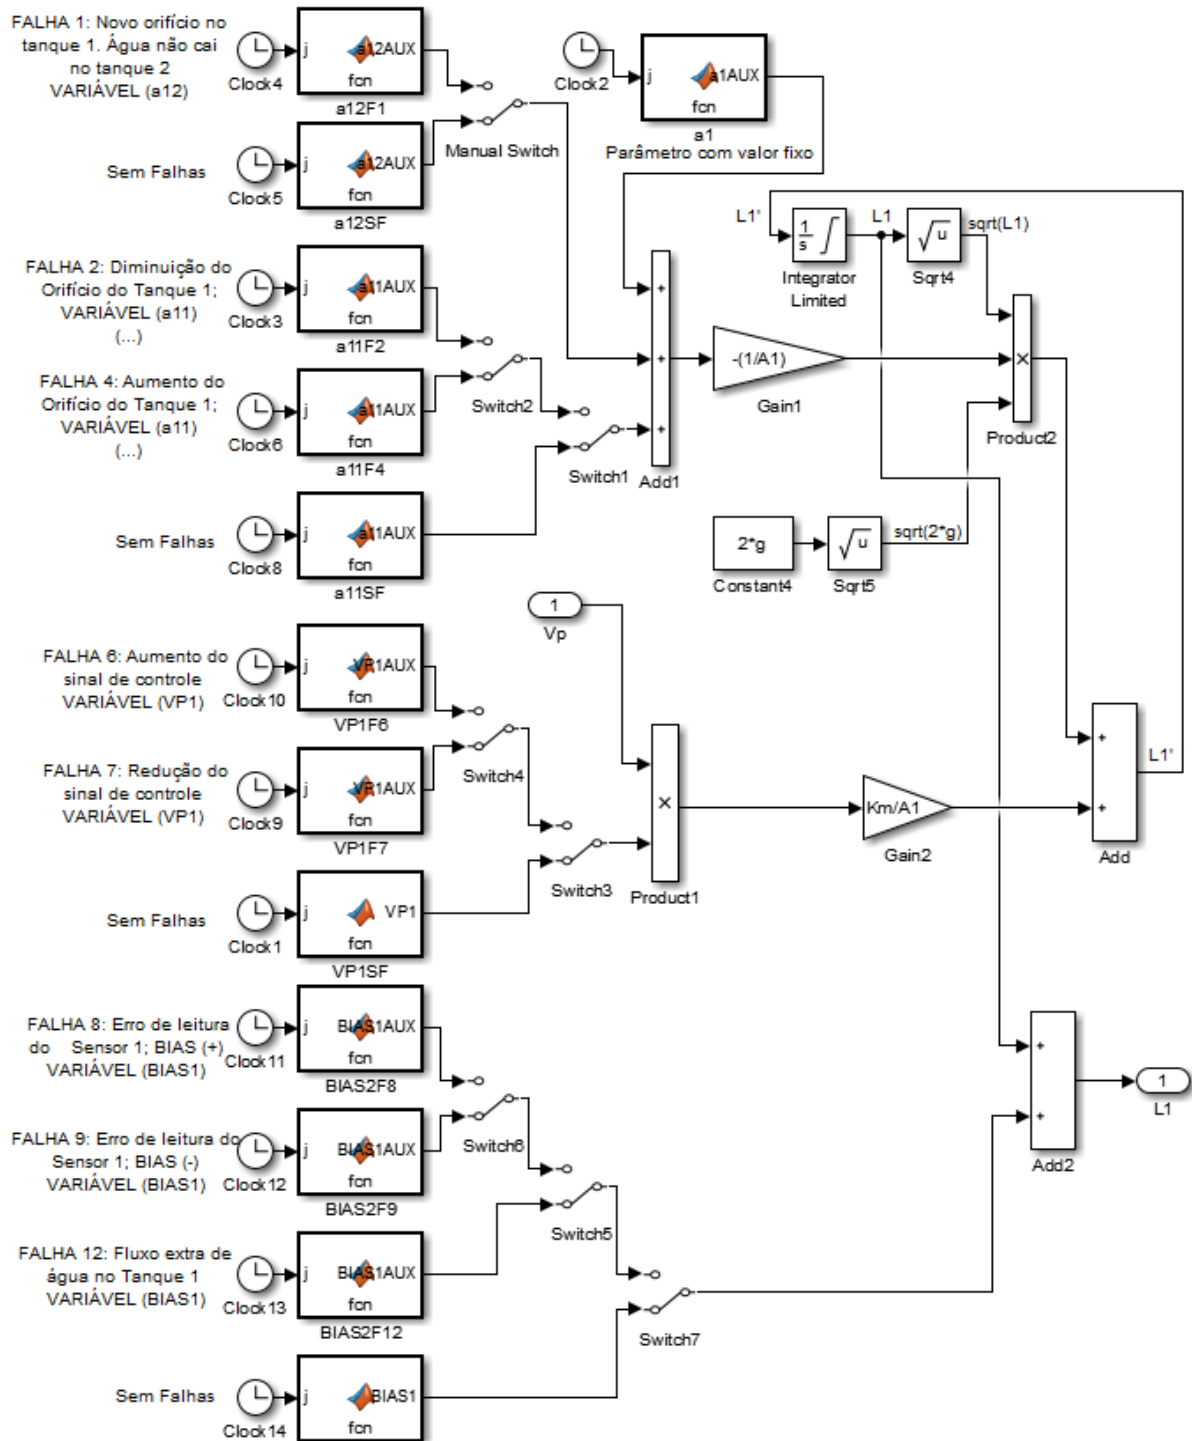 FALHA 1: Novo orifício no
tanque 1. Água não cai
no tanque 2
VARIÁVEL (a12)
Clock4
j
a12AUX
fcn
a12F1
Sem Falhas
Clock5
j
a12AUX
fcn
a12SF
Manual Switch
Clock2
j
a1AUX
fcn
a1
Parâmetro com valor fixo
FALHA 2: Diminuição do
Orifício do Tanque 1;
VARIÁVEL (a11)
(...)
Clock3
j
a11AUX
fcn
a11F2
FALHA 4: Aumento do
Orifício do Tanque 1;
VARIÁVEL (a11)
(...)
Clock6
j
a11AUX
fcn
a11F4
Switch2
Sem Falhas
Clock8
j
a11AUX
fcn
a11SF
Switch1
+
+
+
Add1
-(1/A1)
Gain1
L1'
1
s
∫
Integrator
Limited
L1
√u
Sqrt4
sqrt(L1)
×
Product2
2*g
Constant4
√u
Sqrt5
sqrt(2*g)
1
Vp
FALHA 6: Aumento do
sinal de controle
VARIÁVEL (VP1)
Clock10
j
VP1AUX
fcn
VP1F6
FALHA 7: Redução do
sinal de controle
VARIÁVEL (VP1)
Clock9
j
VP1AUX
fcn
VP1F7
Switch4
Sem Falhas
Clock1
j
VP1
fcn
VP1SF
Switch3
×
Product1
Km/A1
Gain2
+
+
Add
L1'
FALHA 8: Erro de leitura
do Sensor 1; BIAS (+)
VARIÁVEL (BIAS1)
Clock11
j
BIAS1AUX
fcn
BIAS2F8
FALHA 9: Erro de leitura do
Sensor 1; BIAS (-)
VARIÁVEL (BIAS1)
Clock12
j
BIAS1AUX
fcn
BIAS2F9
Switch6
FALHA 12: Fluxo extra de
água no Tanque 1
VARIÁVEL (BIAS1)
Clock13
j
BIAS1AUX
fcn
BIAS2F12
Switch5
Sem Falhas
Clock14
j
BIAS1
fcn
Switch7
+
+
Add2
1
L1